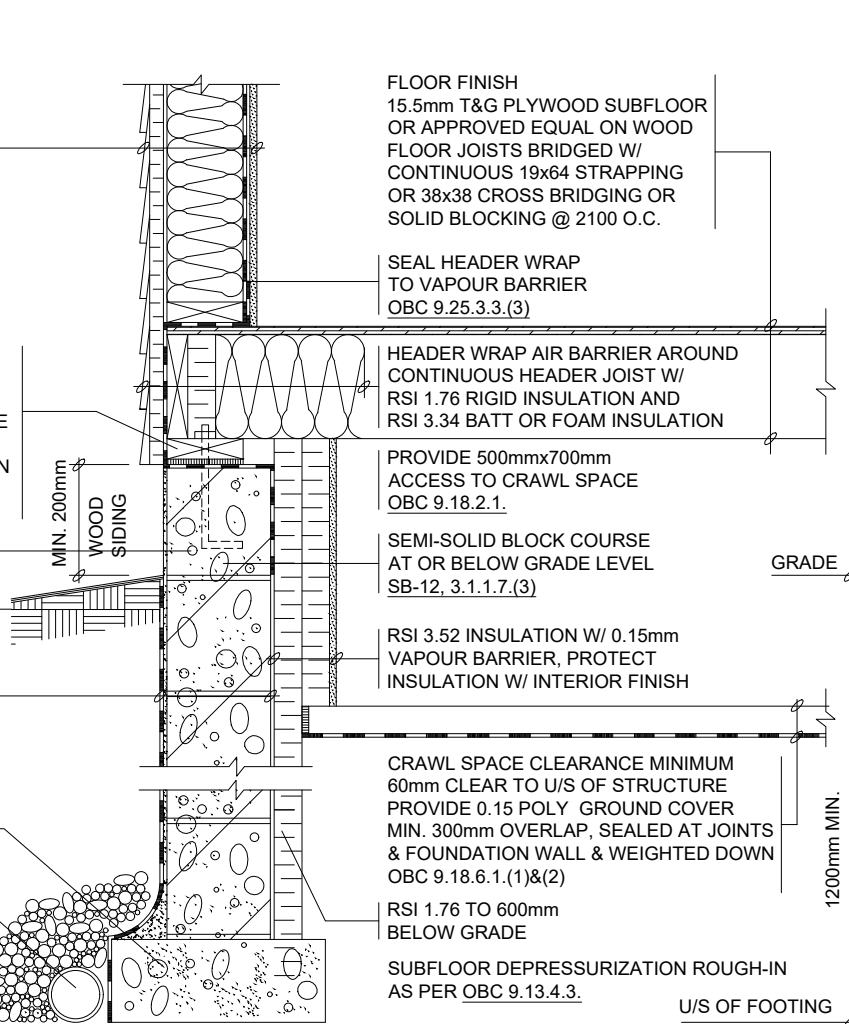 FLOOR FINISH
15.5mm T&G PLYWOOD SUBFLOOR
OR APPROVED EQUAL ON WOOD
FLOOR JOISTS BRIDGED W/
CONTINUOUS 19x64 STRAPPING
OR 38x38 CROSS BRIDGING OR
SOLID BLOCKING @ 2100 O.C.
SEAL HEADER WRAP
TO VAPOUR BARRIER
OBC 9.25.3.3.(3)
HEADER WRAP AIR BARRIER AROUND
CONTINUOUS HEADER JOIST W/
RSI 1.76 RIGID INSULATION AND
RSI 3.34 BATT OR FOAM INSULATION
E
N
MIN. 200mm
WOOD
SIDING
PROVIDE 500mmx700mm
ACCESS TO CRAWL SPACE
OBC 9.18.2.1.
SEMI-SOLID BLOCK COURSE
AT OR BELOW GRADE LEVEL
SB-12, 3.1.1.7.(3)
GRADE
RSI 3.52 INSULATION W/ 0.15mm
VAPOUR BARRIER, PROTECT
INSULATION W/ INTERIOR FINISH
CRAWL SPACE CLEARANCE MINIMUM
60mm CLEAR TO U/S OF STRUCTURE
PROVIDE 0.15 POLY GROUND COVER
MIN. 300mm OVERLAP, SEALED AT JOINTS
& FOUNDATION WALL & WEIGHTED DOWN
OBC 9.18.6.1.(1)&(2)
1200mm MIN.
RSI 1.76 TO 600mm
BELOW GRADE
SUBFLOOR DEPRESSURIZATION ROUGH-IN
AS PER OBC 9.13.4.3.
U/S OF FOOTING